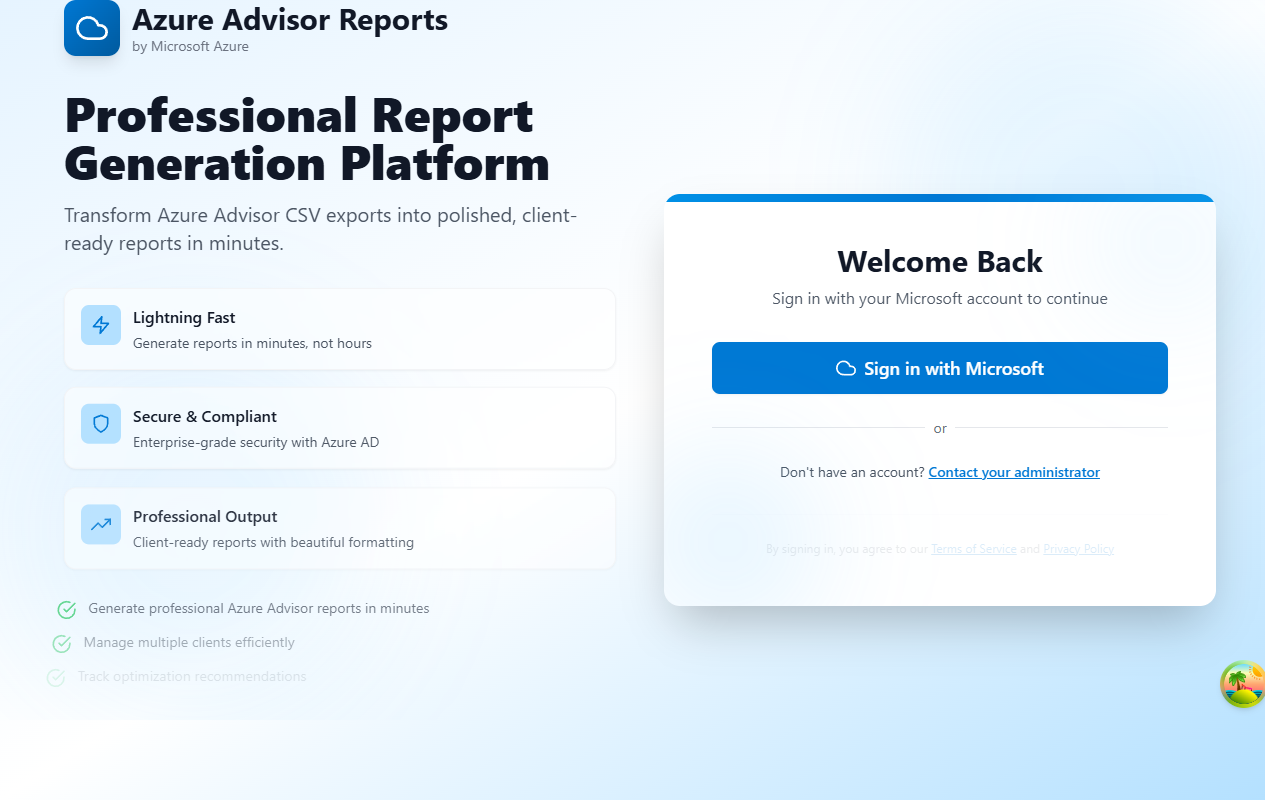 Azure Advisor Reports
by Microsoft Azure
Professional Report
Generation Platform
Transform Azure Advisor CSV exports into polished, client-
ready reports in minutes.
Lightning Fast
Generate reports in minutes, not hours
Secure & Compliant
Enterprise-grade security with Azure AD
Professional Output
Client-ready reports with beautiful formatting
Generate professional Azure Advisor reports in minutes
Manage multiple clients efficiently
Track optimization recommendations
Welcome Back
Sign in with your Microsoft account to continue
Sign in with Microsoft
or
Don't have an account? Contact your administrator
By signing in, you agree to our Terms of Service and Privacy Policy